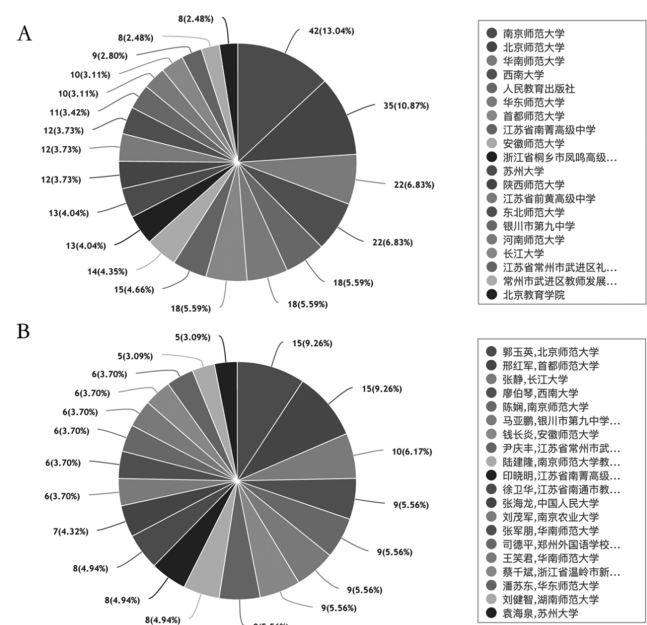 A
8(2.48%)
8(2.48%)
9(2.80%)
10(3.11%)
10(3.11%)
11(3.42%)
12(3.73%)
12(3.73%)
12(3.73%)
13(4.04%)
13(4.04%)
14(4.35%)
15(4.66%)
18(5.59%)
18(5.59%)
18(5.59%)
22(6.83%)
22(6.83%)
35(10.87%)
42(13.04%)
南京师范大学
北京师范大学
华南师范大学
西南大学
人民教育出版社
华东师范大学
首都师范大学
江苏省南菁高级中学
安徽师范大学
浙江省桐乡市凤鸣高级...
苏州大学
陕西师范大学
江苏省前黄高级中学
东北师范大学
银川市第九中学
河南师范大学
长江大学
江苏省常州市武进区礼...
常州市武进区教师发展...
北京教育学院
B
5(3.09%)
5(3.09%)
6(3.70%)
6(3.70%)
6(3.70%)
6(3.70%)
6(3.70%)
6(3.70%)
7(4.32%)
8(4.94%)
8(4.94%)
8(4.94%)
9(5.56%)
9(5.56%)
9(5.56%)
9(5.56%)
10(6.17%)
15(9.26%)
15(9.26%)
郭玉英,北京师范大学
邢红军,首都师范大学
张静,长江大学
廖伯琴,西南大学
陈娴,南京师范大学
马亚鹏,银川市第九中学...
钱长炎,安徽师范大学
尹庆丰,江苏省常州市武...
陆建隆,南京师范大学教...
印晓明,江苏省南菁高级...
徐卫华,江苏省南通市教...
张海龙,中国人民大学
刘茂军,南京农业大学
张军朋,华南师范大学
司德平,郑州外国语学校...
王笑君,华南师范大学
蔡千斌,浙江省温岭市新...
潘苏东,华东师范大学
刘健智,湖南师范大学
袁海泉,苏州大学